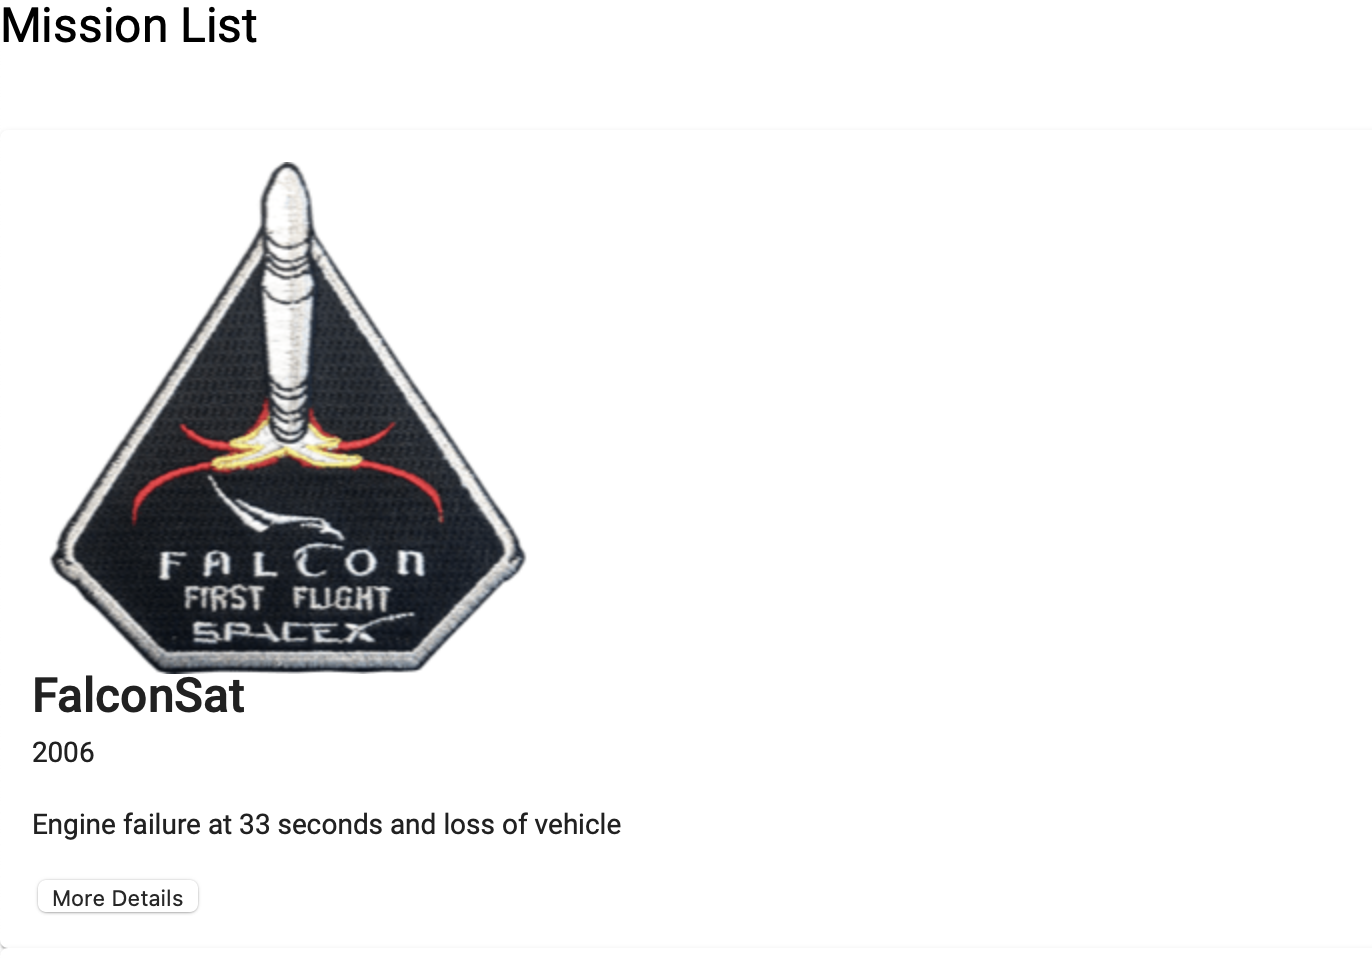 Mission List
FALCON
FIRST FLIGHT
SPACEX
FalconSat
2006
Engine failure at 33 seconds and loss of vehicle
More Details